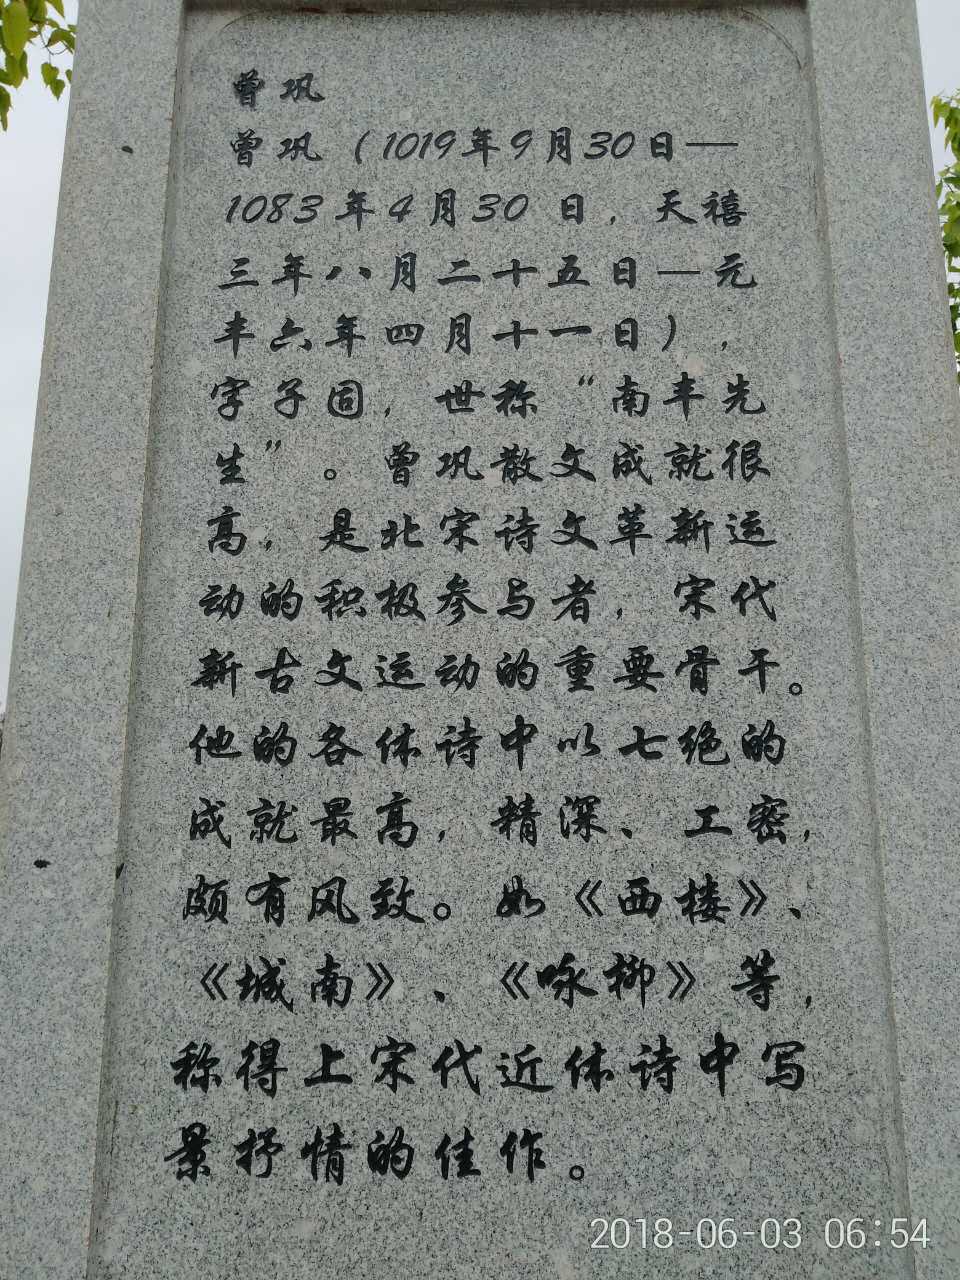 曾巩
曾巩（1019年9月30日—
1083年4月30日，天禧
三年八月二十五日—元
丰六年四月十一日），
字子固，世称“南丰先
生”。曾巩散文成就很
高，是北宋诗文革新运
动的积极参与者，宋代
新古文运动的重要骨干。
他的各体诗中以七绝的
成就最高，精深、工密，
颇有风致。如《西楼》、
《城南》、《咏柳》等，
称得上宋代近体诗中写
景抒情的佳作。
2018-06-03 06:54